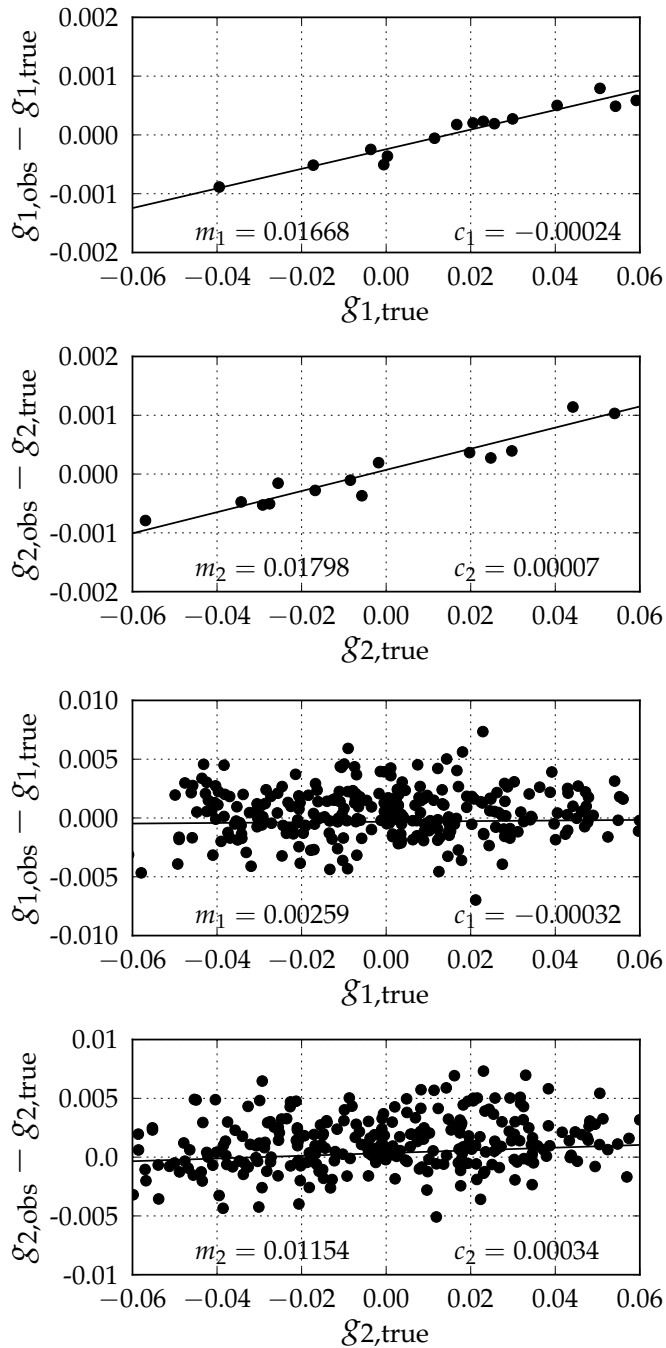 0.002
0.001
0.000
-0.001
-0.002
g1,obs − g1,true
m1 = 0.01668 c1 = −0.00024
−0.06 −0.04 −0.02 0.00 0.02 0.04 0.06
g1,true
0.002
0.001
0.000
-0.001
-0.002
g2,obs − g2,true
m2 = 0.01798 c2 = 0.00007
−0.06 −0.04 −0.02 0.00 0.02 0.04 0.06
g2,true
0.010
0.005
0.000
-0.005
-0.010
g1,obs − g1,true
m1 = 0.00259 c1 = −0.00032
−0.06 −0.04 −0.02 0.00 0.02 0.04 0.06
g1,true
0.01
0.005
0.0
-0.005
-0.01
g2,obs − g2,true
m2 = 0.01154 c2 = 0.00034
−0.06 −0.04 −0.02 0.00 0.02 0.04 0.06
g2,true